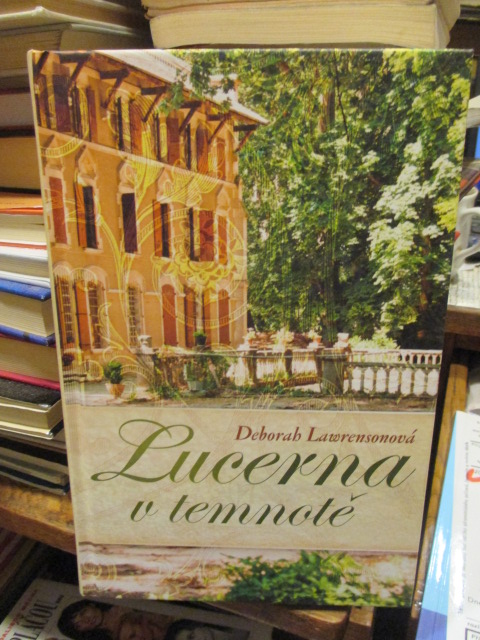 Deborah Lawrensonová
Lucerna
v temnotě